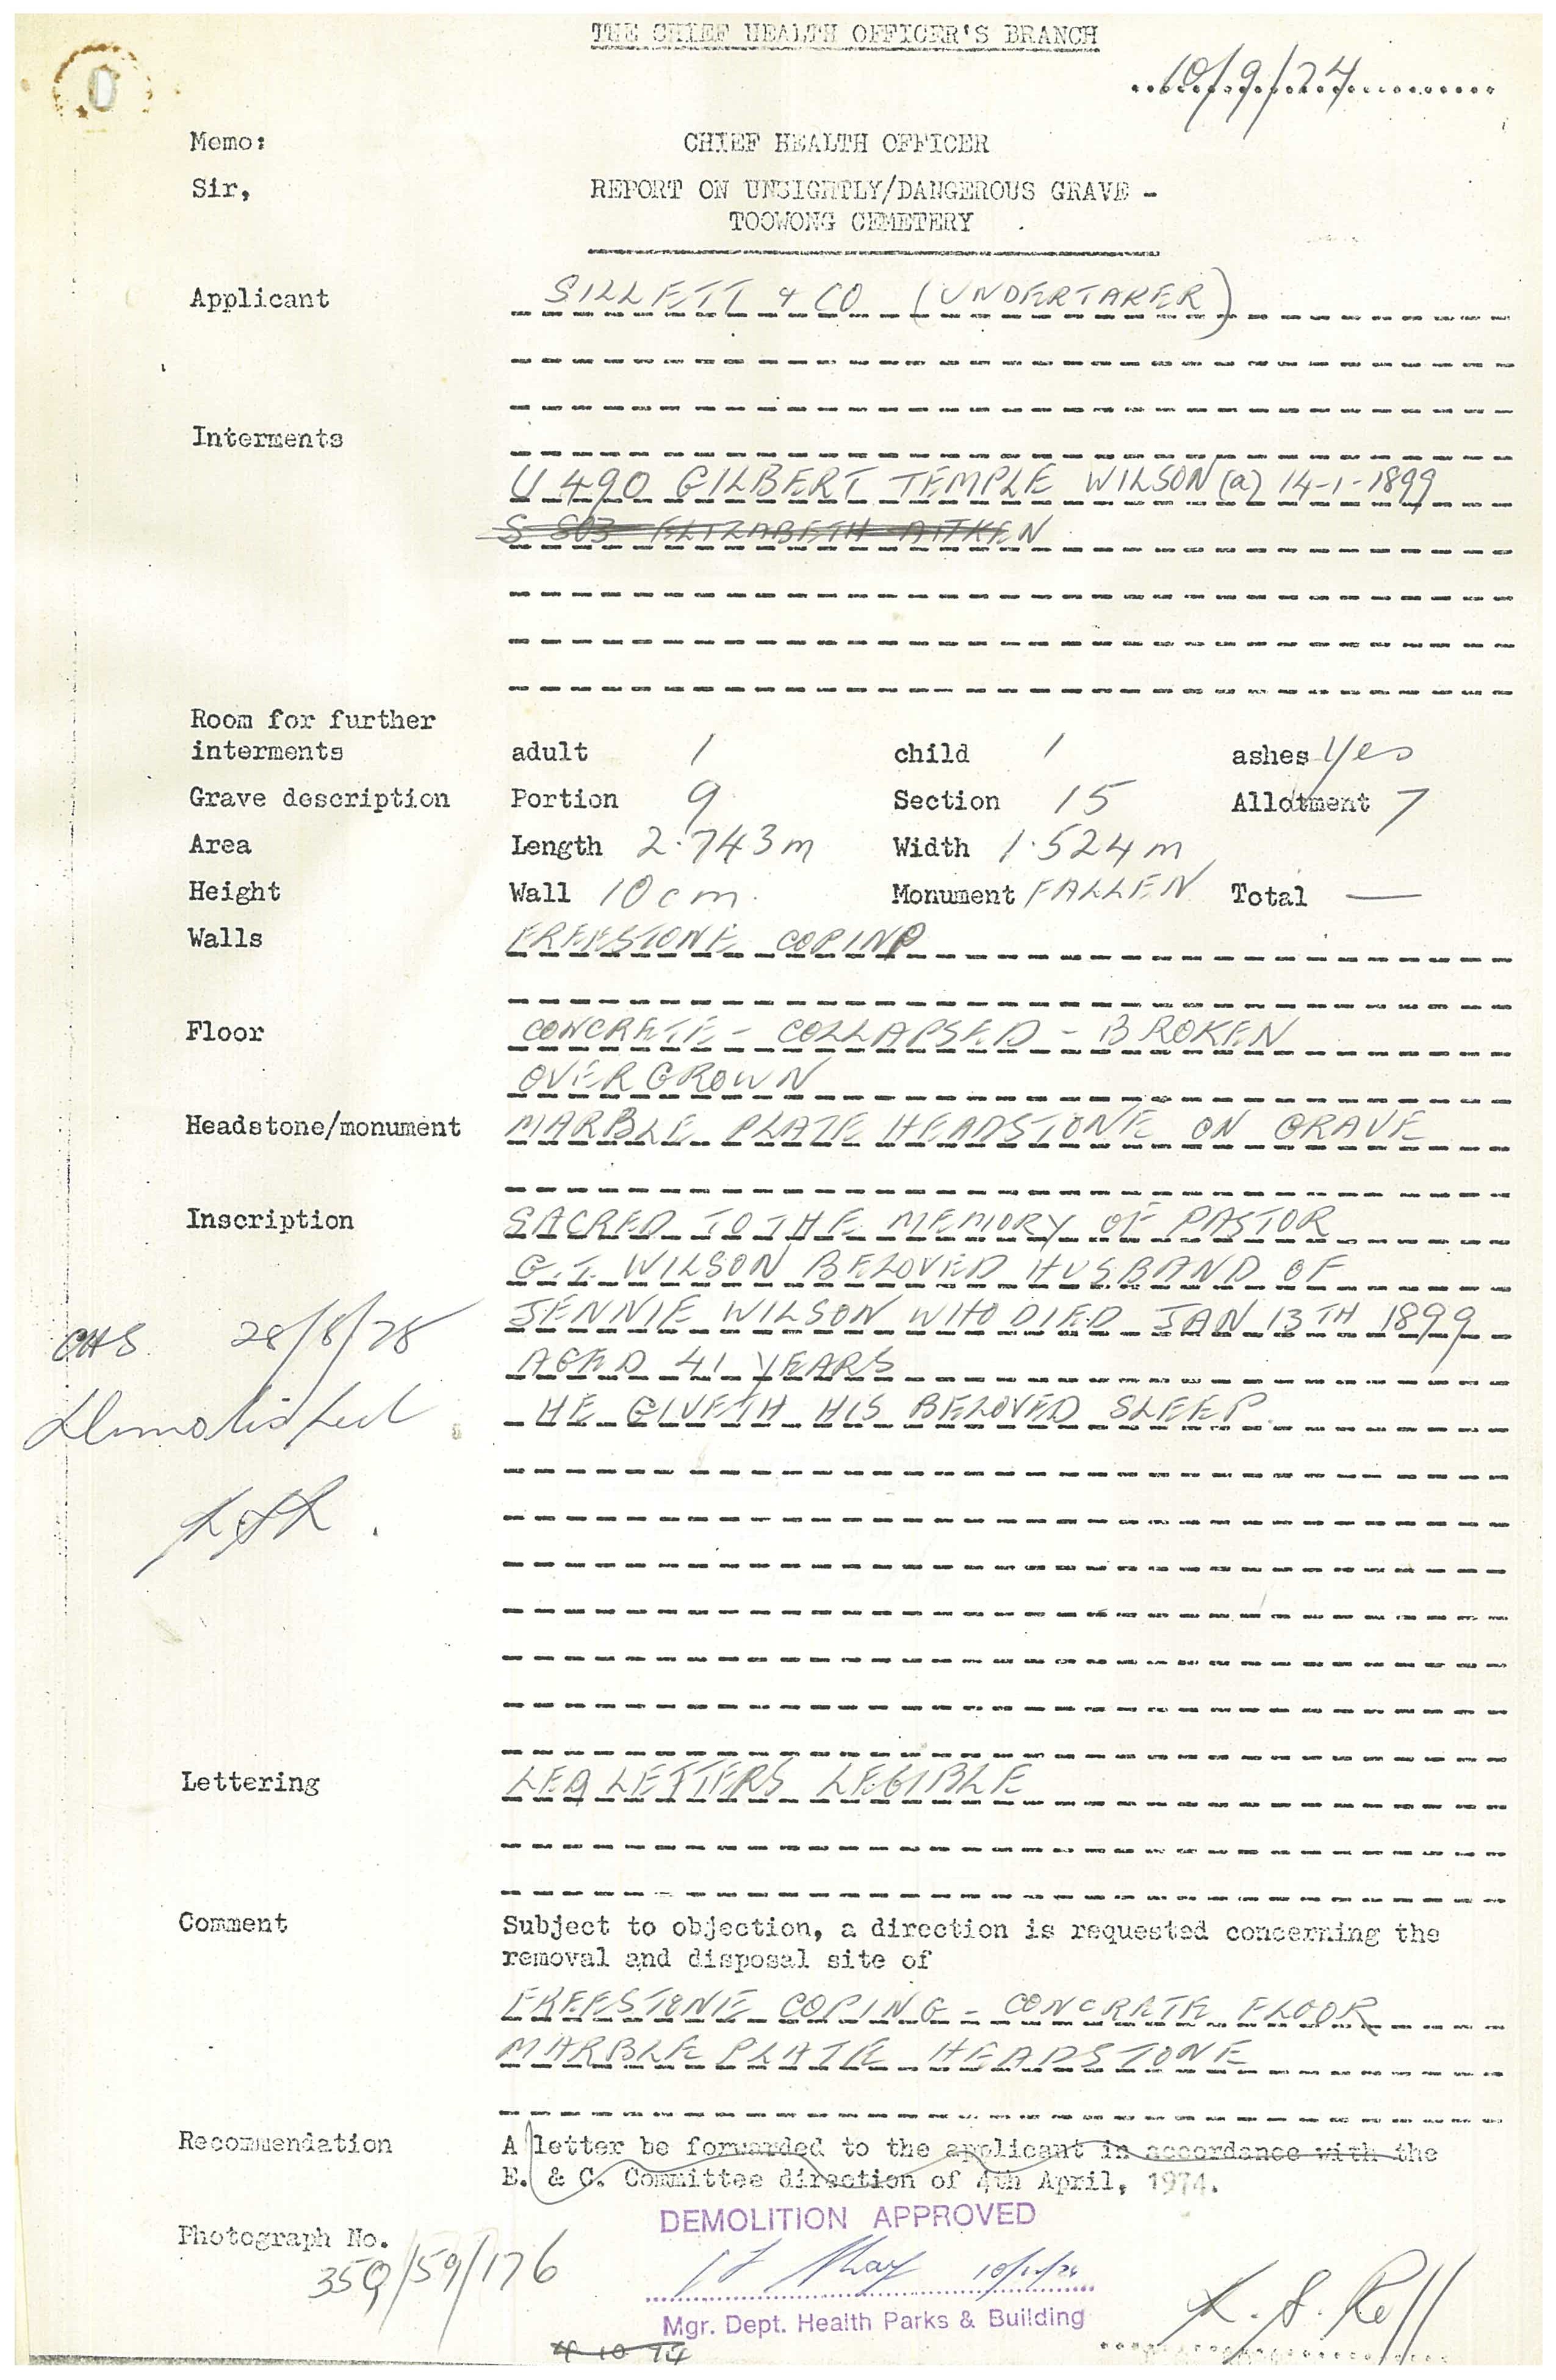 THE CHIEF HEALTH OFFICER'S BRANCH
10/9/74
Memo: CHIEF HEALTH OFFICER
Sir, REPORT ON UNSIGHTLY/DANGEROUS GRAVE -
TOOWONG CEMETERY
Applicant SILLETT & CO (UNDERTAKER)
Interments
U 490 GILBERT TEMPLE WILSON (a) 14-1-1899
S 803 ELIZABETH AITKEN
Room for further
interments adult 1 child 1 ashes Yes
Grave description Portion 9 Section 15 Allotment 7
Area Length 2.743m Width 1.524m
Height Wall 10cm. Monument FALLEN Total —
Walls FREESTONE COPING
Floor CONCRETE - COLLAPSED - BROKEN
OVERGROWN
Headstone/monument MARBLE PLATE HEADSTONE ON GRAVE
Inscription SACRED TO THE MEMORY OF PASTOR
G.T. WILSON BELOVED HUSBAND OF
JENNIE WILSON WHO DIED JAN 13TH 1899
AGED 41 YEARS
HE GIVETH HIS BELOVED SLEEP
28/8/78
Demolished
Lettering LEAD LETTERS LEGIBLE
Comment Subject to objection, a direction is requested concerning the
removal and disposal site of
FREESTONE COPING - CONCRETE FLOOR
MARBLE PLATE HEADSTONE
Recommendation A letter be forwarded to the applicant in accordance with the
E. & C. Committee direction of 4th April, 1974.
DEMOLITION APPROVED
Photograph No.
35Q/59/176
Mgr. Dept. Health Parks & Building
4 10 74